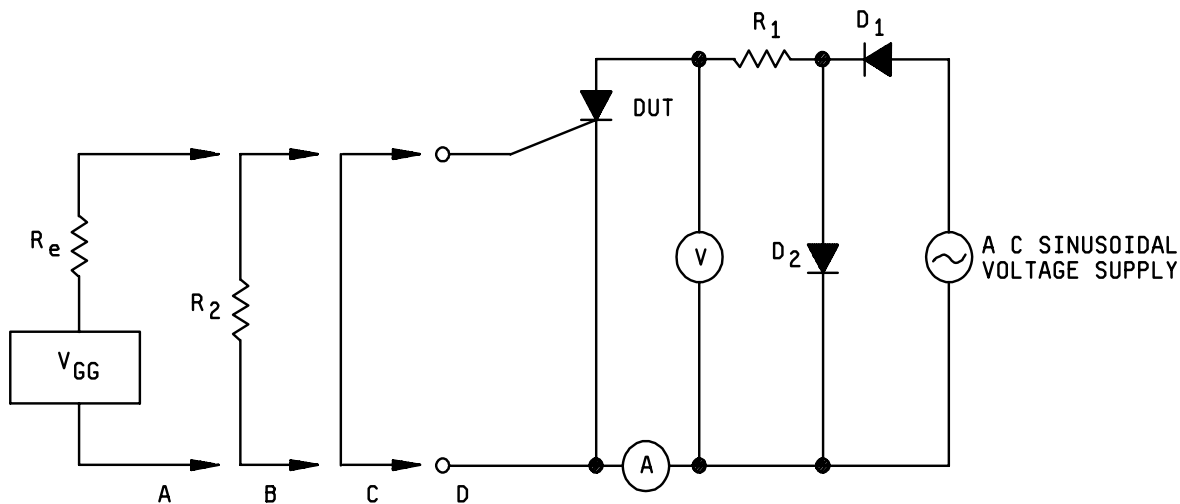 R1
D1
DUT
Re
R2
V
D2
A C SINUSOIDAL
VOLTAGE SUPPLY
VGG
A
A
B
C
D